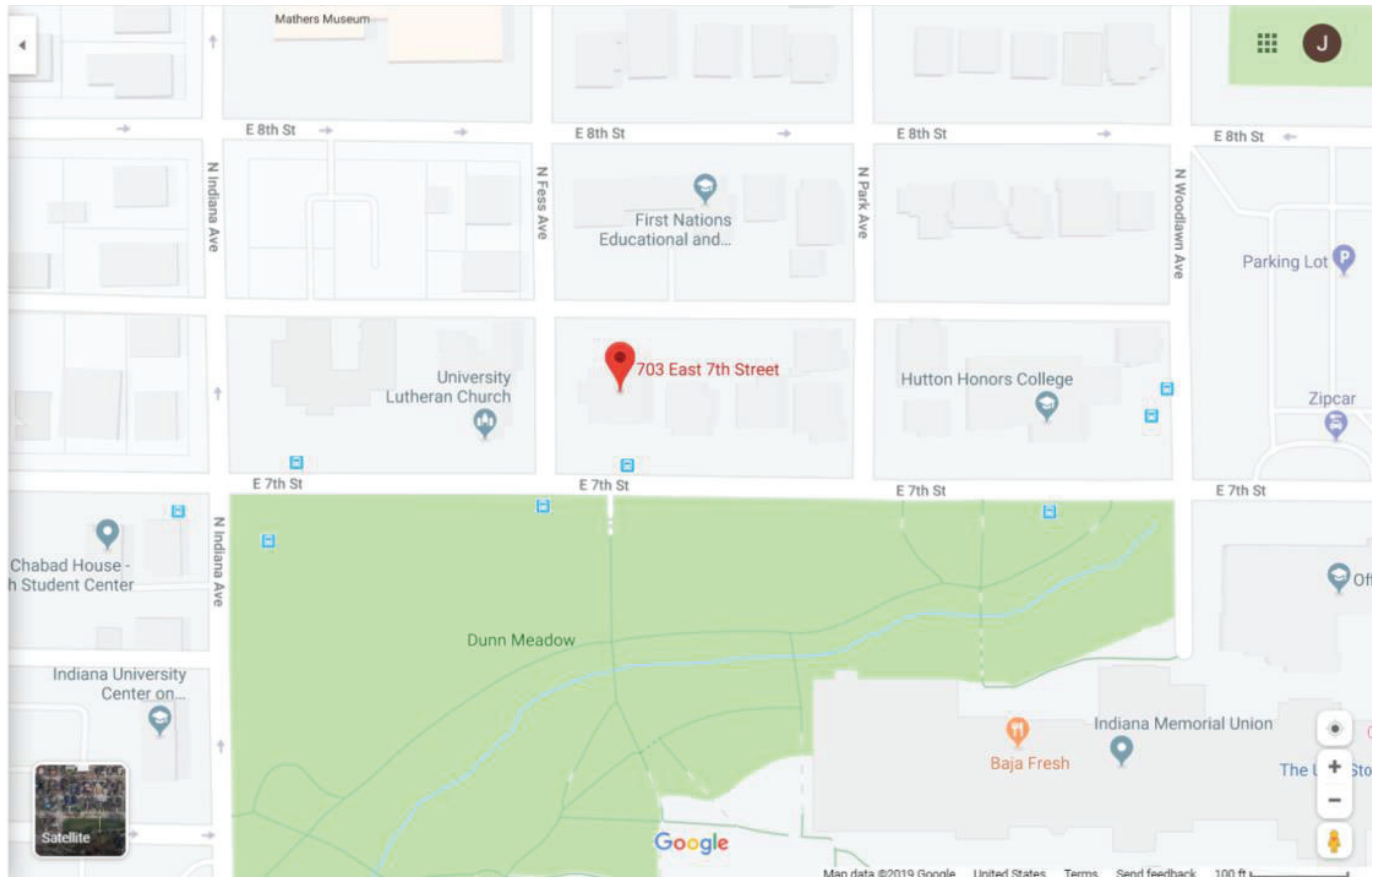 Mathers Museum
J
E 8th St
E 8th St
E 8th St
E 8th St
N Indiana Ave
N Fess Ave
N Park Ave
N Woodlawn Ave
First Nations
Educational and...
Parking Lot
P
703 East 7th Street
University
Lutheran Church
Hutton Honors College
Zipcar
E 7th St
E 7th St
E 7th St
E 7th St
N Indiana Ave
Chabad House -
h Student Center
Off
Dunn Meadow
Indiana University
Center on...
Indiana Memorial Union
Baja Fresh
The U Sto
Satellite
Google
Map data ©2019 Google United States Terms Send feedback 100 ft